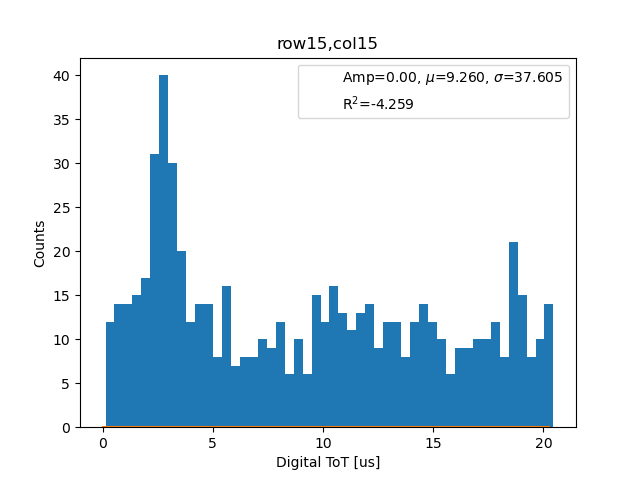 row15,col15
Amp=0.00, μ=9.260, σ=37.605
R²=-4.259
Counts
40
35
30
25
20
15
10
5
0
0 5 10 15 20
Digital ToT [us]